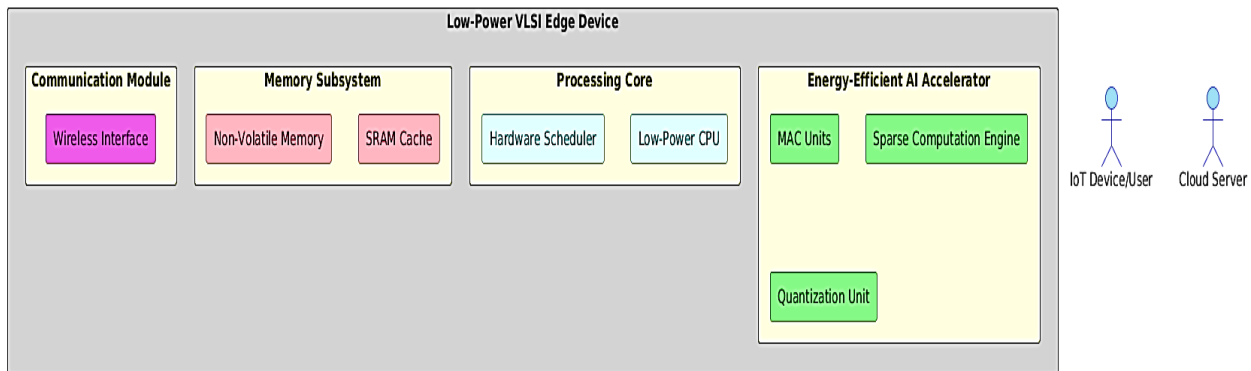 Low-Power VLSI Edge Device
Communication Module
Wireless Interface
Memory Subsystem
Non-Volatile Memory
SRAM Cache
Processing Core
Hardware Scheduler
Low-Power CPU
Energy-Efficient AI Accelerator
MAC Units
Sparse Computation Engine
Quantization Unit
IoT Device/User
Cloud Server